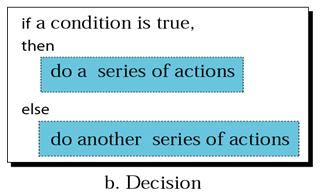 if a condition is true,
then
do a series of actions
else
do another series of actions
b. Decision